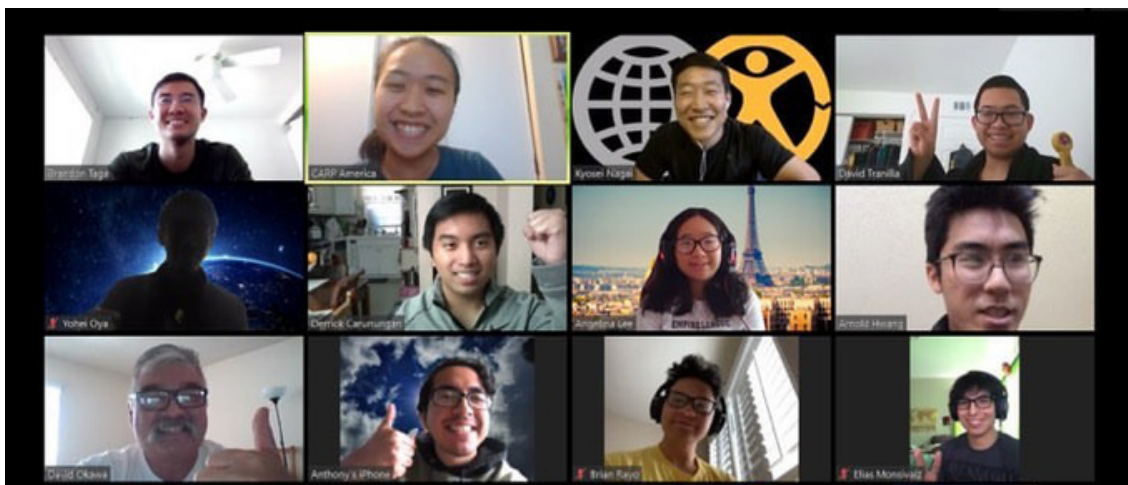 Brandon Taga
CARP America
Kyosei Nagai
David Tranilla
Yohei Oya
Derrick Carunungan
Angelina Lee
Arnold Hwang
David Okawa
Anthony's iPhone
Brian Rayo
Elias Monsivaiz